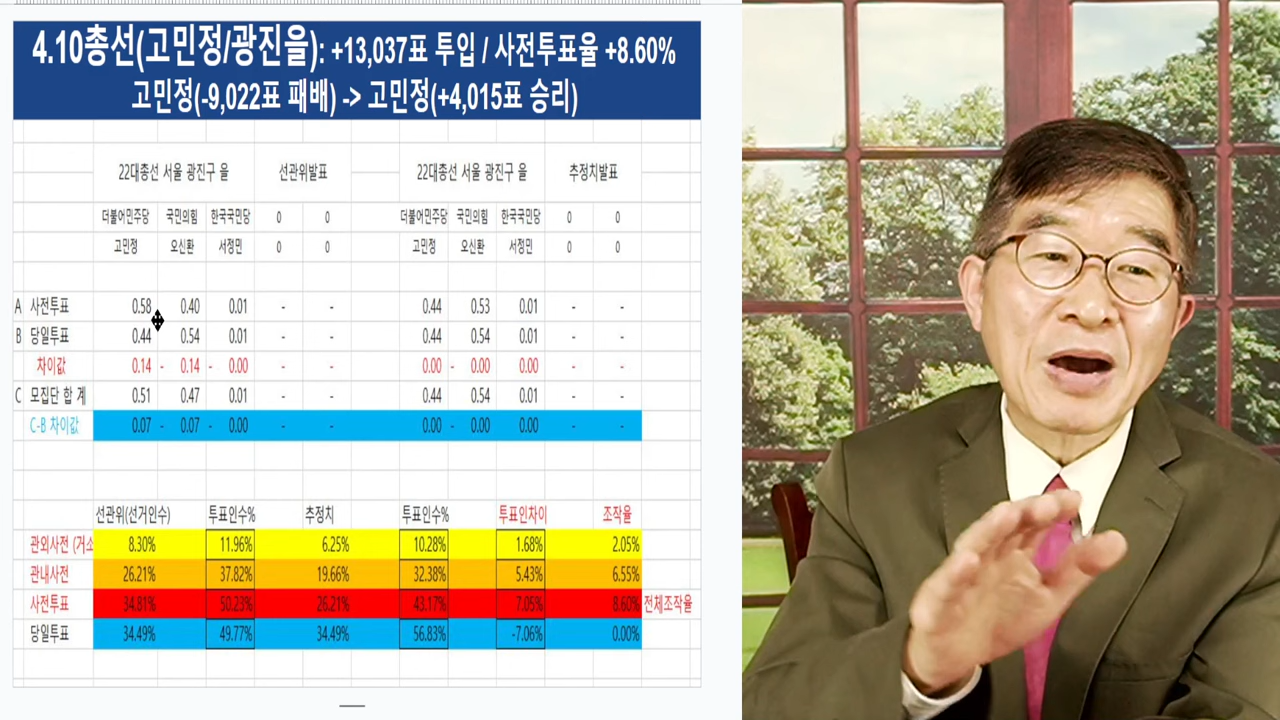 4.10총선(고민정/광진을): +13,037표 투입 / 사전투표율 +8.60%
고민정(-9,022표 패배) -> 고민정(+4,015표 승리)
22대총선 서울 광진구 을 선관위발표 22대총선 서울 광진구 을 추정치발표
더불어민주당 국민의힘 한국국민당 0 0 더불어민주당 국민의힘 한국국민당 0 0
고민정 오신환 서정민 0 0 고민정 오신환 서정민 0 0
A 사전투표 0.58 0.40 0.01 - - 0.44 0.53 0.01 - -
B 당일투표 0.44 0.54 0.01 - - 0.44 0.54 0.01 - -
차이값 0.14 - 0.14 - 0.00 - - 0.00 - 0.00 0.00 - -
C 모집단 합 계 0.51 0.47 0.01 - - 0.44 0.54 0.01 - -
C-B 차이값 0.07 - 0.07 - 0.00 - - 0.00 - 0.00 0.00 - -
선관위(선거인수) 투표인수% 추정치 투표인수% 투표인차이 조작율
관외사전 (거소 8.30% 11.96% 6.25% 10.28% 1.68% 2.05%
관내사전 26.21% 37.82% 19.66% 32.38% 5.43% 6.55%
사전투표 34.81% 50.23% 26.21% 43.17% 7.05% 8.60% 전체조작율
당일투표 34.49% 49.77% 34.49% 56.83% -7.06% 0.00%